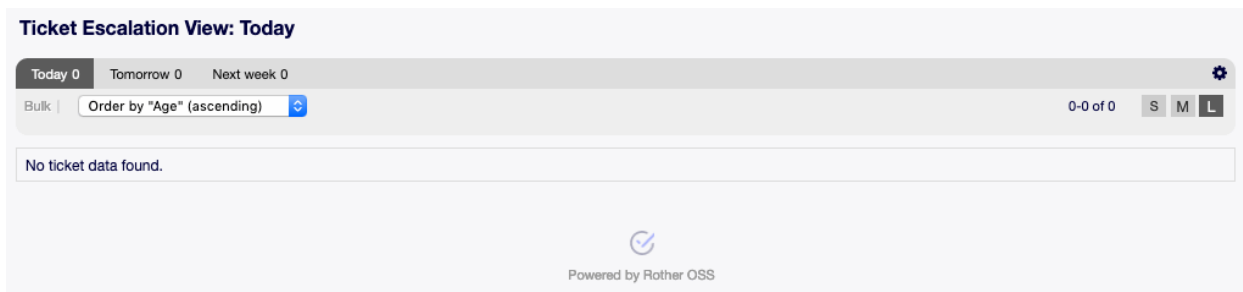 Ticket Escalation View: Today
Today 0 Tomorrow 0 Next week 0
Bulk | Order by "Age" (ascending) 0-0 of 0 S M L
No ticket data found.
Powered by Rother OSS